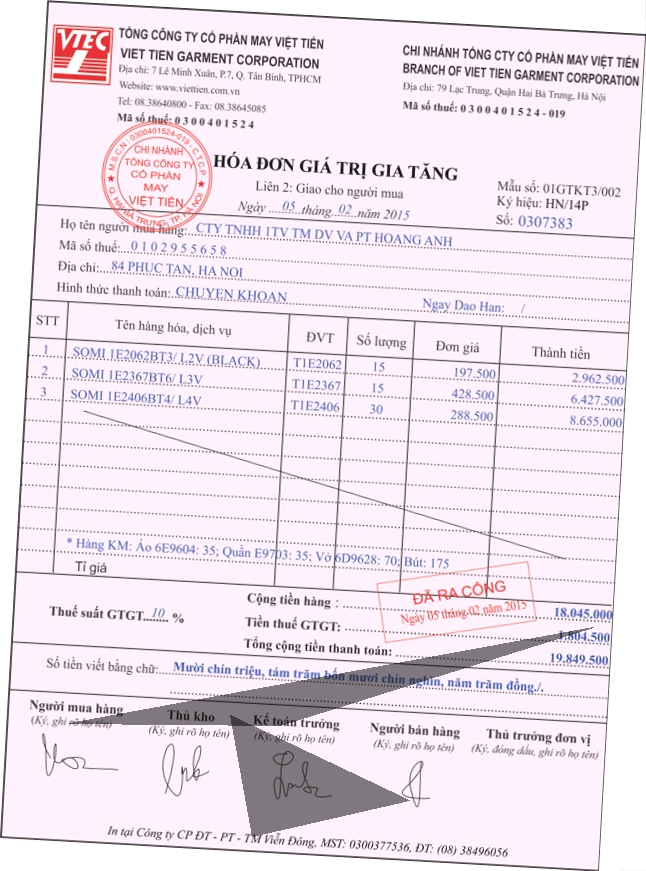 VTEC
TỔNG CÔNG TY CỔ PHẦN MAY VIỆT TIẾN
VIET TIEN GARMENT CORPORATION
Địa chỉ: 7 Lê Minh Xuân, P.7, Q. Tân Bình, TPHCM
Website: www.viettien.com.vn
Tel: 08.38640800 - Fax: 08.38645085
Mã số thuế: 0 3 0 0 4 0 1 5 2 4
CHI NHÁNH TỔNG CTY CỔ PHẦN MAY VIỆT TIẾN
BRANCH OF VIET TIEN GARMENT CORPORATION
Địa chỉ: 79 Lạc Trung, Quận Hai Bà Trưng, Hà Nội
Mã số thuế: 0 3 0 0 4 0 1 5 2 4 - 019
M.S.C.N - 0300401524-019 - C.T.C.P
CHI NHÁNH
TỔNG CÔNG TY
CỔ PHẦN
MAY
VIỆT TIẾN
Q. HAI BÀ TRƯNG, TP. HÀ NỘI
HÓA ĐƠN GIÁ TRỊ GIA TĂNG
Liên 2: Giao cho người mua
Ngày 05 tháng 02 năm 2015
Mẫu số: 01GTKT3/002
Ký hiệu: HN/14P
Số: 0307383
Họ tên người mua hàng: CTY TNHH 1TV TM DV VA PT HOANG ANH
Mã số thuế: 0 1 0 2 9 5 5 6 5 8
Địa chỉ: 84 PHUC TAN, HA NOI
Hình thức thanh toán: CHUYEN KHOAN Ngay Dao Han: /
STT Tên hàng hóa, dịch vụ ĐVT Số lượng Đơn giá Thành tiền
1 SOMI 1E2062BT3/ L2V (BLACK) T1E2062 15 197.500 2.962.500
2 SOMI 1E2367BT6/ L3V T1E2367 15 428.500 6.427.500
3 SOMI 1E2406BT4/ L4V T1E2406 30 288.500 8.655.000
* Hàng KM: Áo 6E9604: 35; Quần E9703: 35; Vớ 6D9628: 70; Bút: 175
Tỉ giá
ĐÃ RA CỔNG
Ngày 05 tháng 02 năm 2015
Cộng tiền hàng : 18.045.000
Thuế suất GTGT 10 % Tiền thuế GTGT: 1.804.500
Tổng cộng tiền thanh toán: 19.849.500
Số tiền viết bằng chữ: Mười chín triệu, tám trăm bốn mươi chín nghìn, năm trăm đồng./.
Người mua hàng Thủ kho Kế toán trưởng Người bán hàng Thủ trưởng đơn vị
(Ký, ghi rõ họ tên) (Ký, ghi rõ họ tên) (Ký, ghi rõ họ tên) (Ký, ghi rõ họ tên) (Ký, đóng dấu, ghi rõ họ tên)
In tại Công ty CP ĐT - PT - TM Viễn Đông, MST: 0300377536, ĐT: (08) 38496056